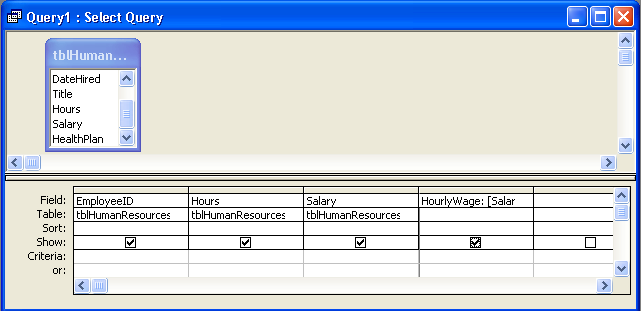 Query1 : Select Query
tblHuman...
DateHired
Title
Hours
Salary
HealthPlan
Field: EmployeeID Hours Salary HourlyWage: [Salar
Table: tblHumanResources tblHumanResources tblHumanResources
Sort:
Show:
Criteria:
or: